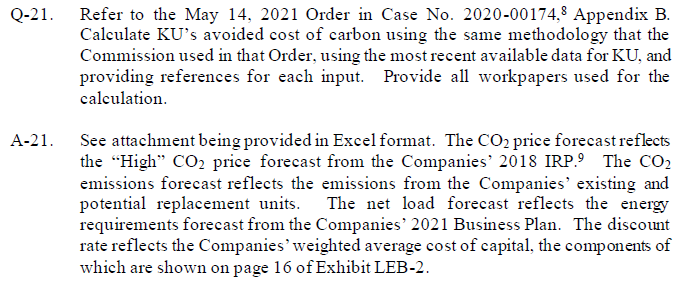 Q-21. Refer to the May 14, 2021 Order in Case No. 2020-00174,⁸ Appendix B.
Calculate KU's avoided cost of carbon using the same methodology that the
Commission used in that Order, using the most recent available data for KU, and
providing references for each input. Provide all workpapers used for the
calculation.
A-21. See attachment being provided in Excel format. The CO₂ price forecast reflects
the “High” CO₂ price forecast from the Companies’ 2018 IRP.⁹ The CO₂
emissions forecast reflects the emissions from the Companies’ existing and
potential replacement units. The net load forecast reflects the energy
requirements forecast from the Companies’ 2021 Business Plan. The discount
rate reflects the Companies’ weighted average cost of capital, the components of
which are shown on page 16 of Exhibit LEB-2.